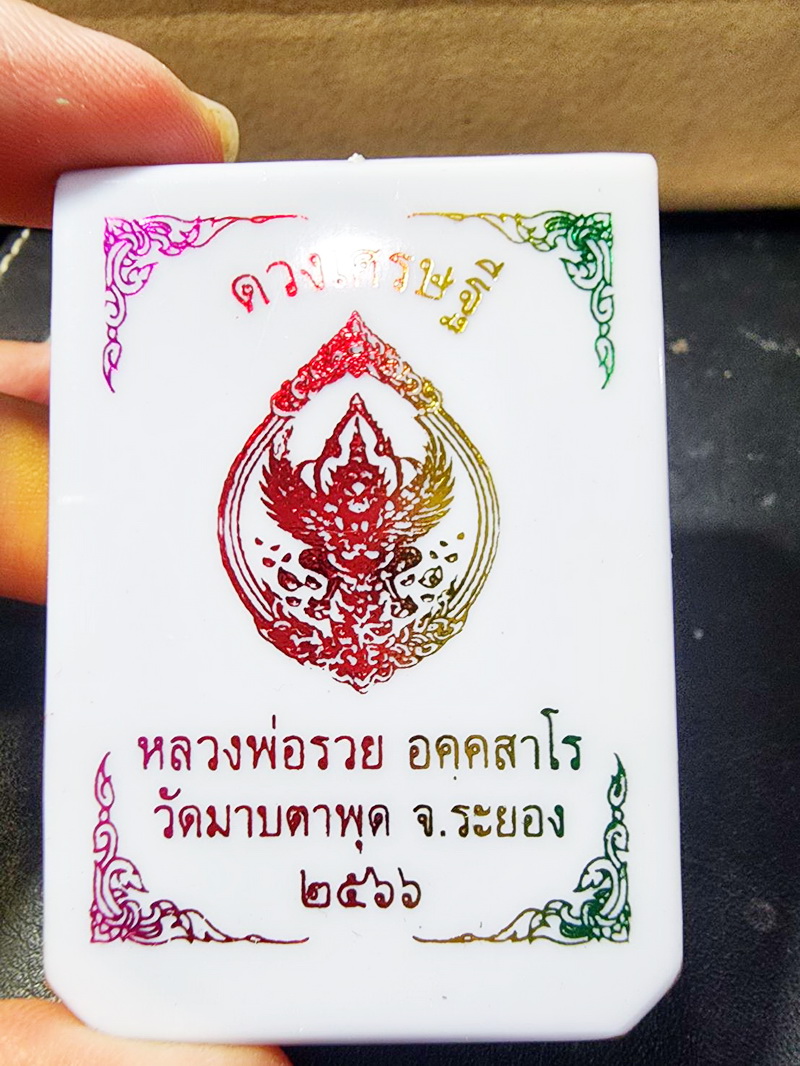 ดวงเศรษฐี
หลวงพ่อรวย อคฺคสาโร
วัดมาบตาพุด จ.ระยอง
๒๕๖๖